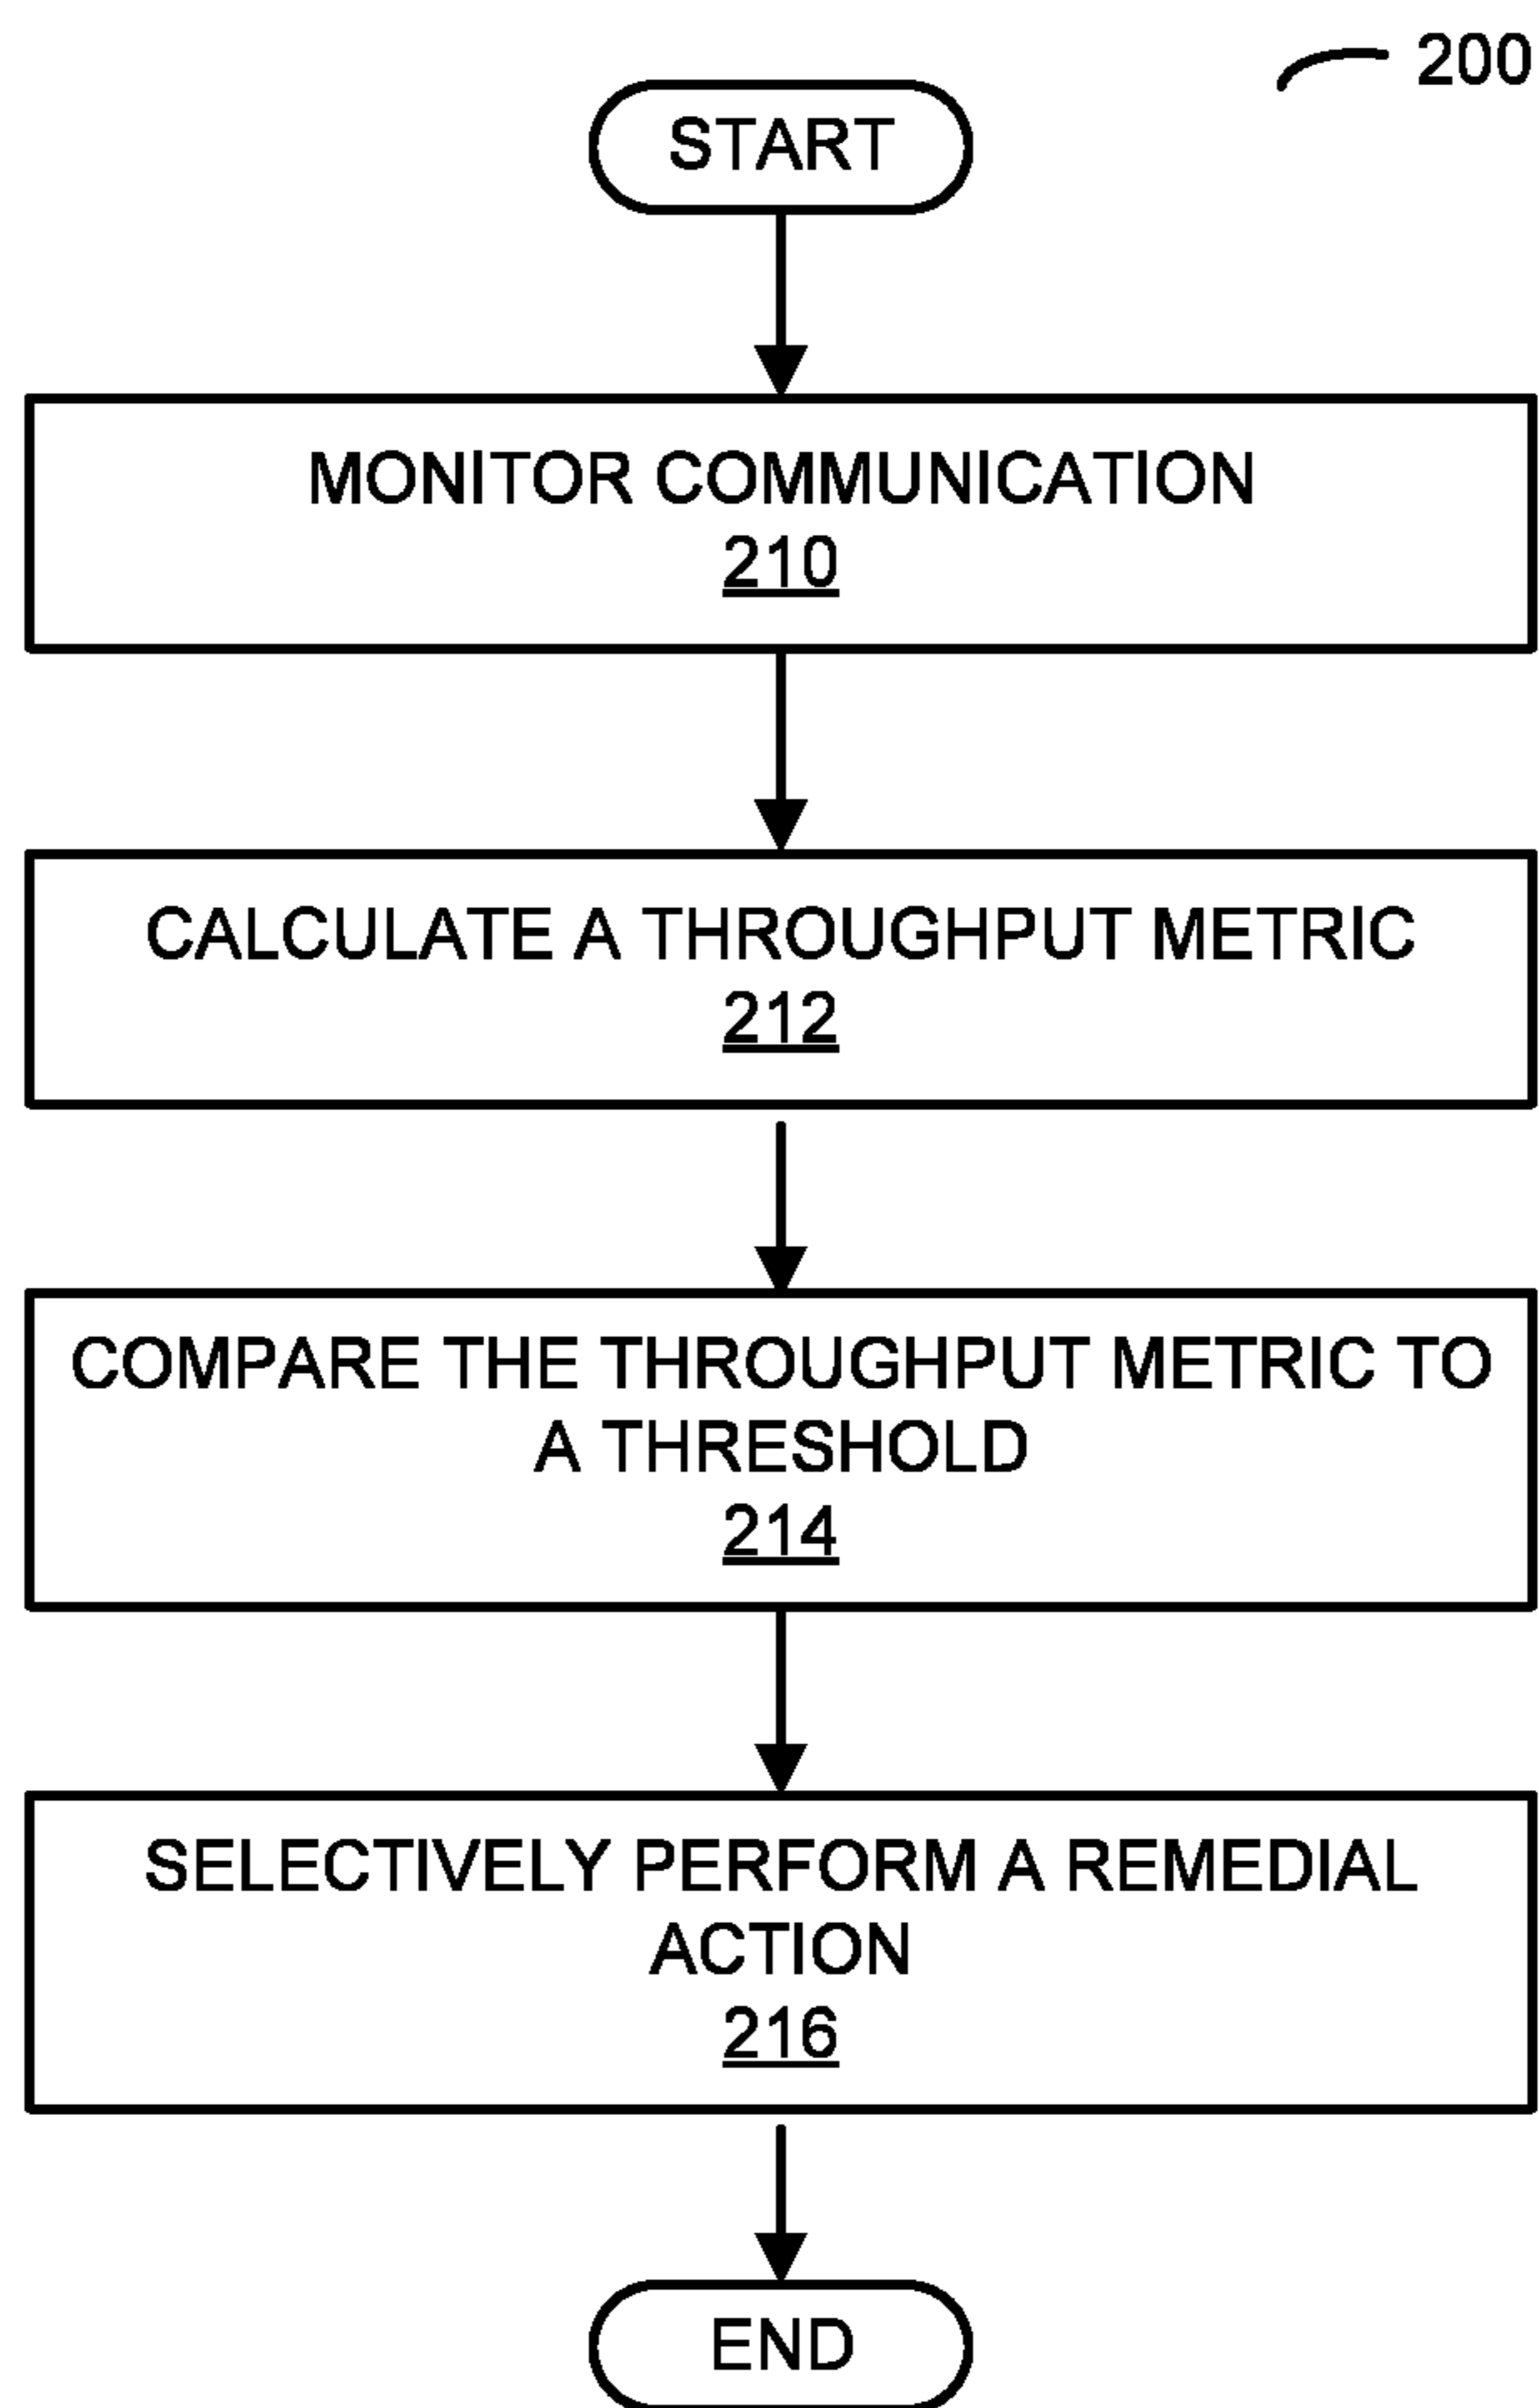 200
START
MONITOR COMMUNICATION
210
CALCULATE A THROUGHPUT METRIC
212
COMPARE THE THROUGHPUT METRIC TO
A THRESHOLD
214
SELECTIVELY PERFORM A REMEDIAL
ACTION
216
END